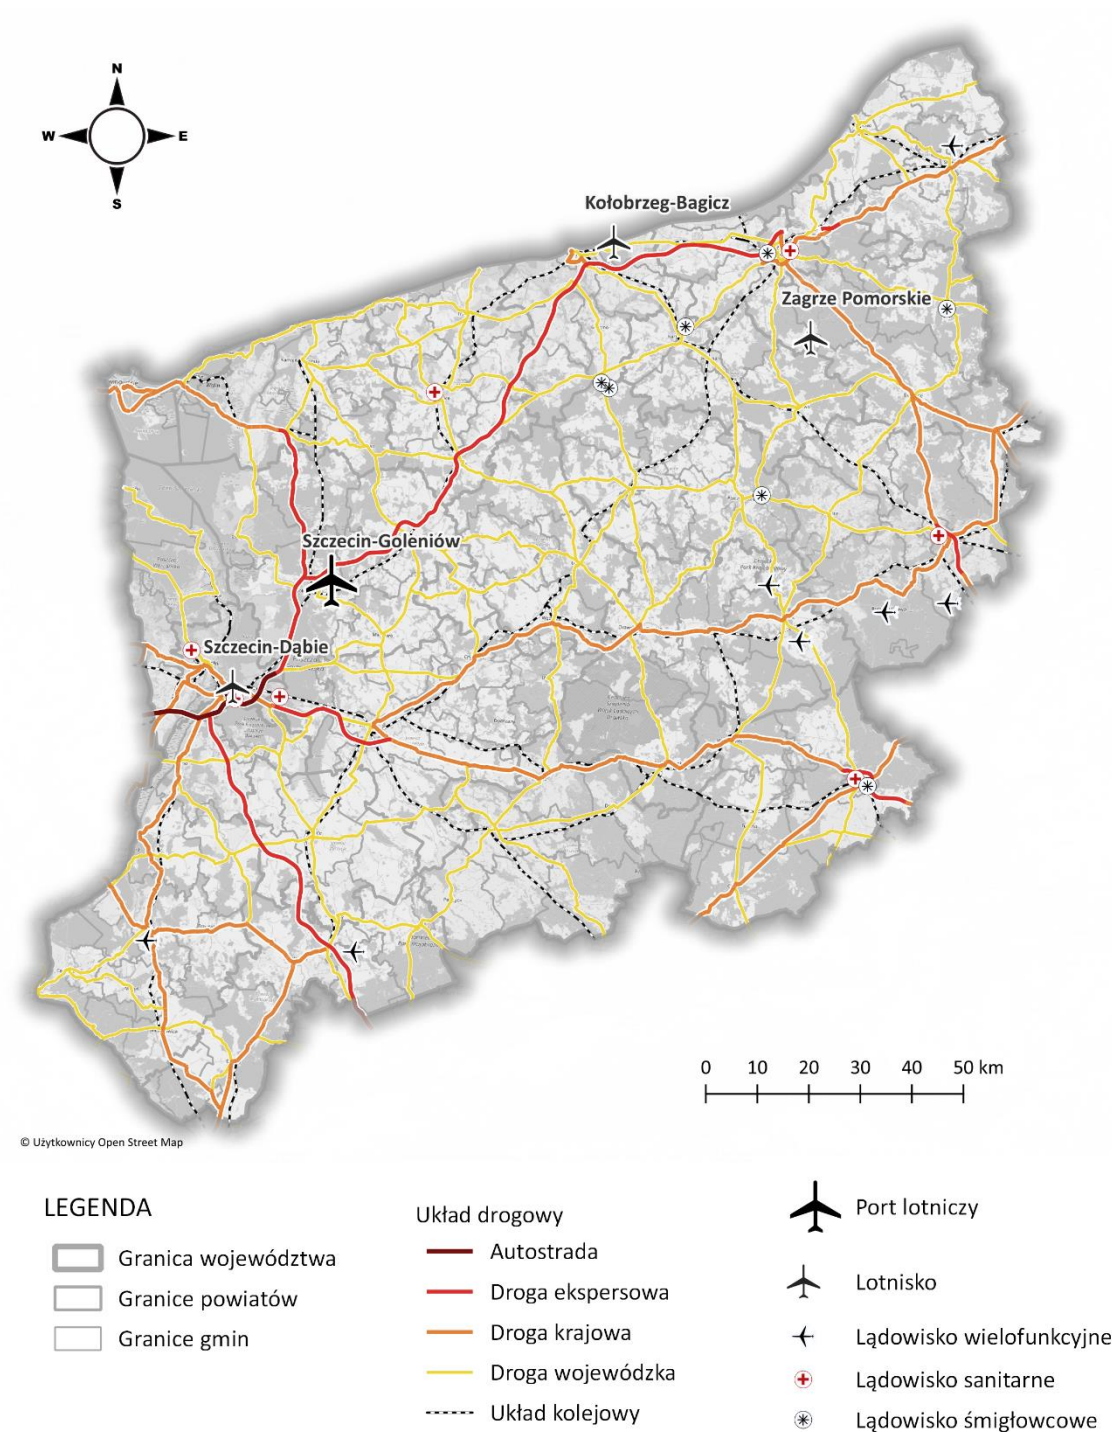 N
W
E
S
Kołobrzeg-Bagicz
Zagrze Pomorskie
Szczecin-Goleniów
Szczecin-Dąbie
0 10 20 30 40 50 km
© Użytkownicy Open Street Map
LEGENDA
Granica województwa
Granice powiatów
Granice gmin
Układ drogowy
Autostrada
Droga ekspersowa
Droga krajowa
Droga wojewódzka
Układ kolejowy
Port lotniczy
Lotnisko
Lądowisko wielofunkcyjne
Lądowisko sanitarne
Lądowisko śmigłowcowe